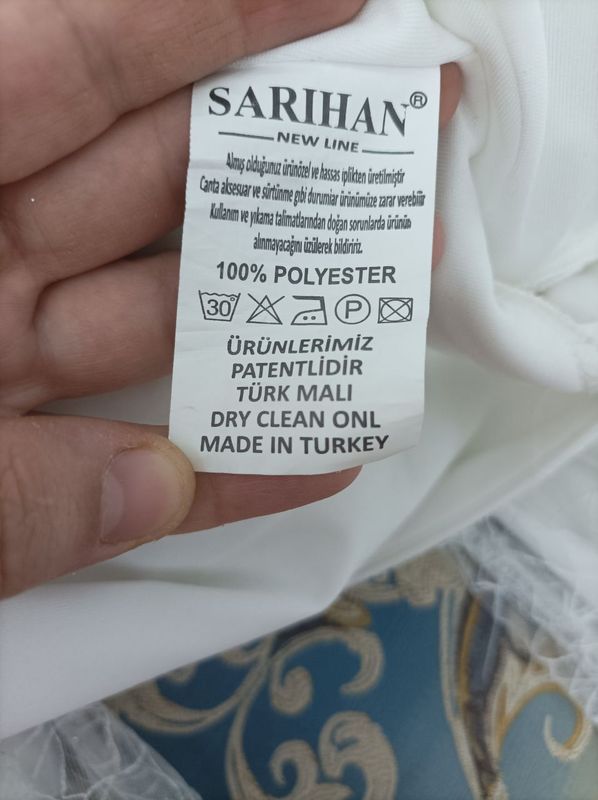 SARIHAN®
NEW LINE
Almış olduğunuz ürünözel ve hassas iplikten üretilmiştir
Çanta aksesuar ve sürtünme gıbi durumlar ürünümüze zarar verebilir
Kullanım ve yıkama talimatlarından doğan sorunlarda ürünün
alınmayacağını üzülerek bildiririz.
100% POLYESTER
30° P
ÜRÜNLERİMİZ
PATENTLİDİR
TÜRK MALI
DRY CLEAN ONL
MADE IN TURKEY